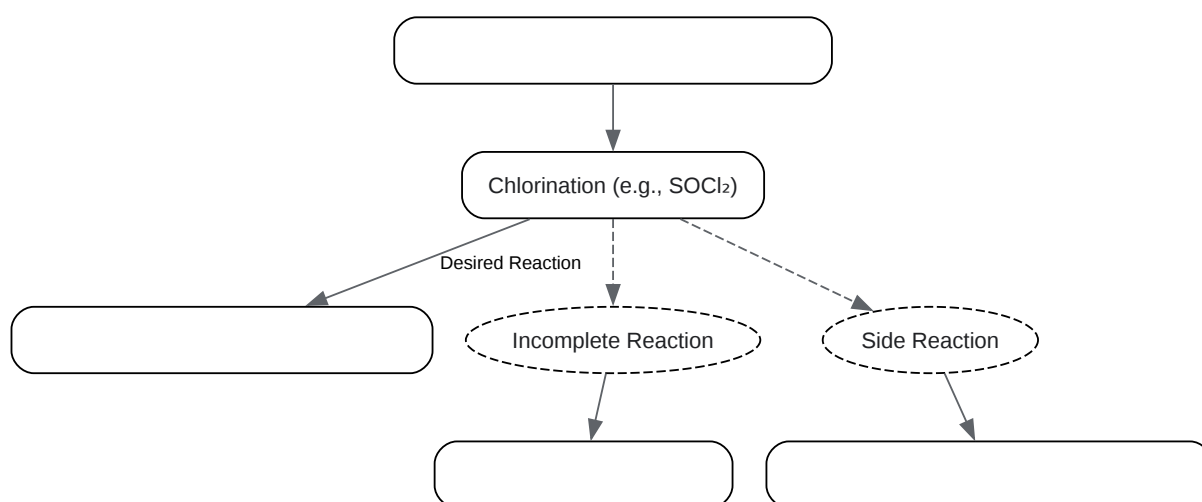 Chlorination (e.g., SOCl₂)
Desired Reaction
Incomplete Reaction
Side Reaction